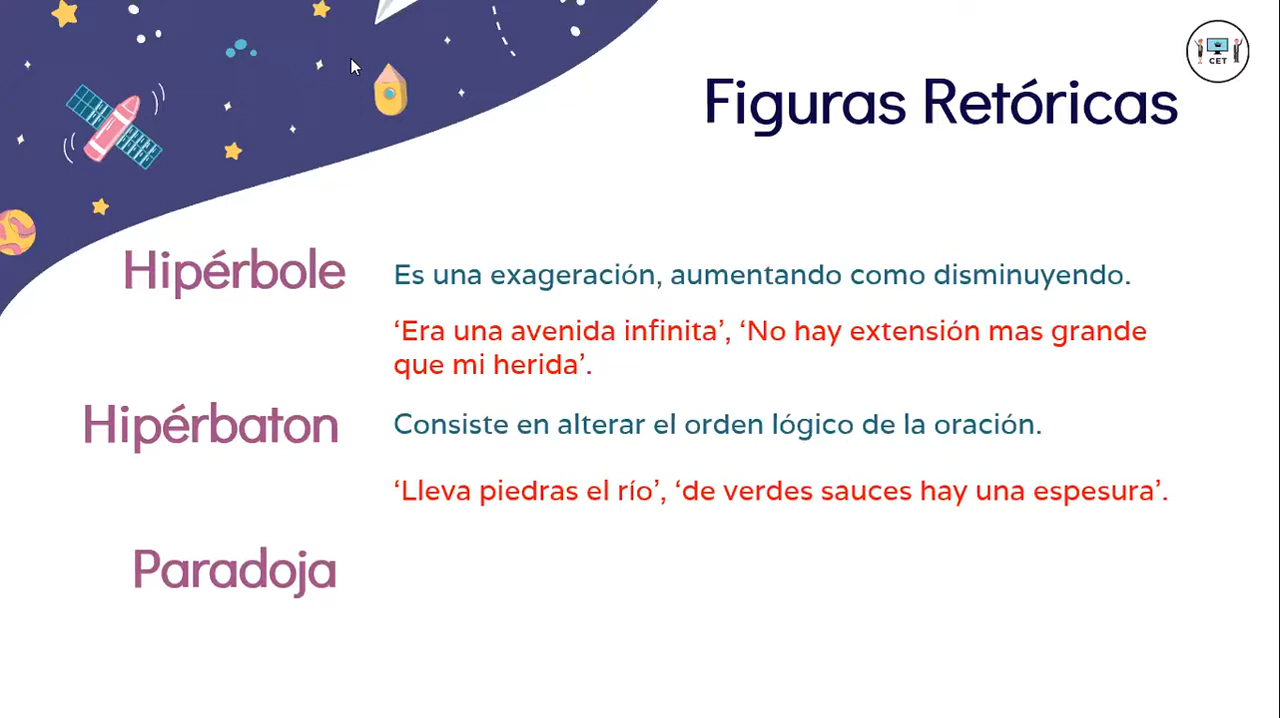 CET
Figuras Retóricas
Hipérbole
Es una exageración, aumentando como disminuyendo.
‘Era una avenida infinita’, ‘No hay extensión mas grande
que mi herida’.
Hipérbaton
Consiste en alterar el orden lógico de la oración.
‘Lleva piedras el río’, ‘de verdes sauces hay una espesura’.
Paradoja